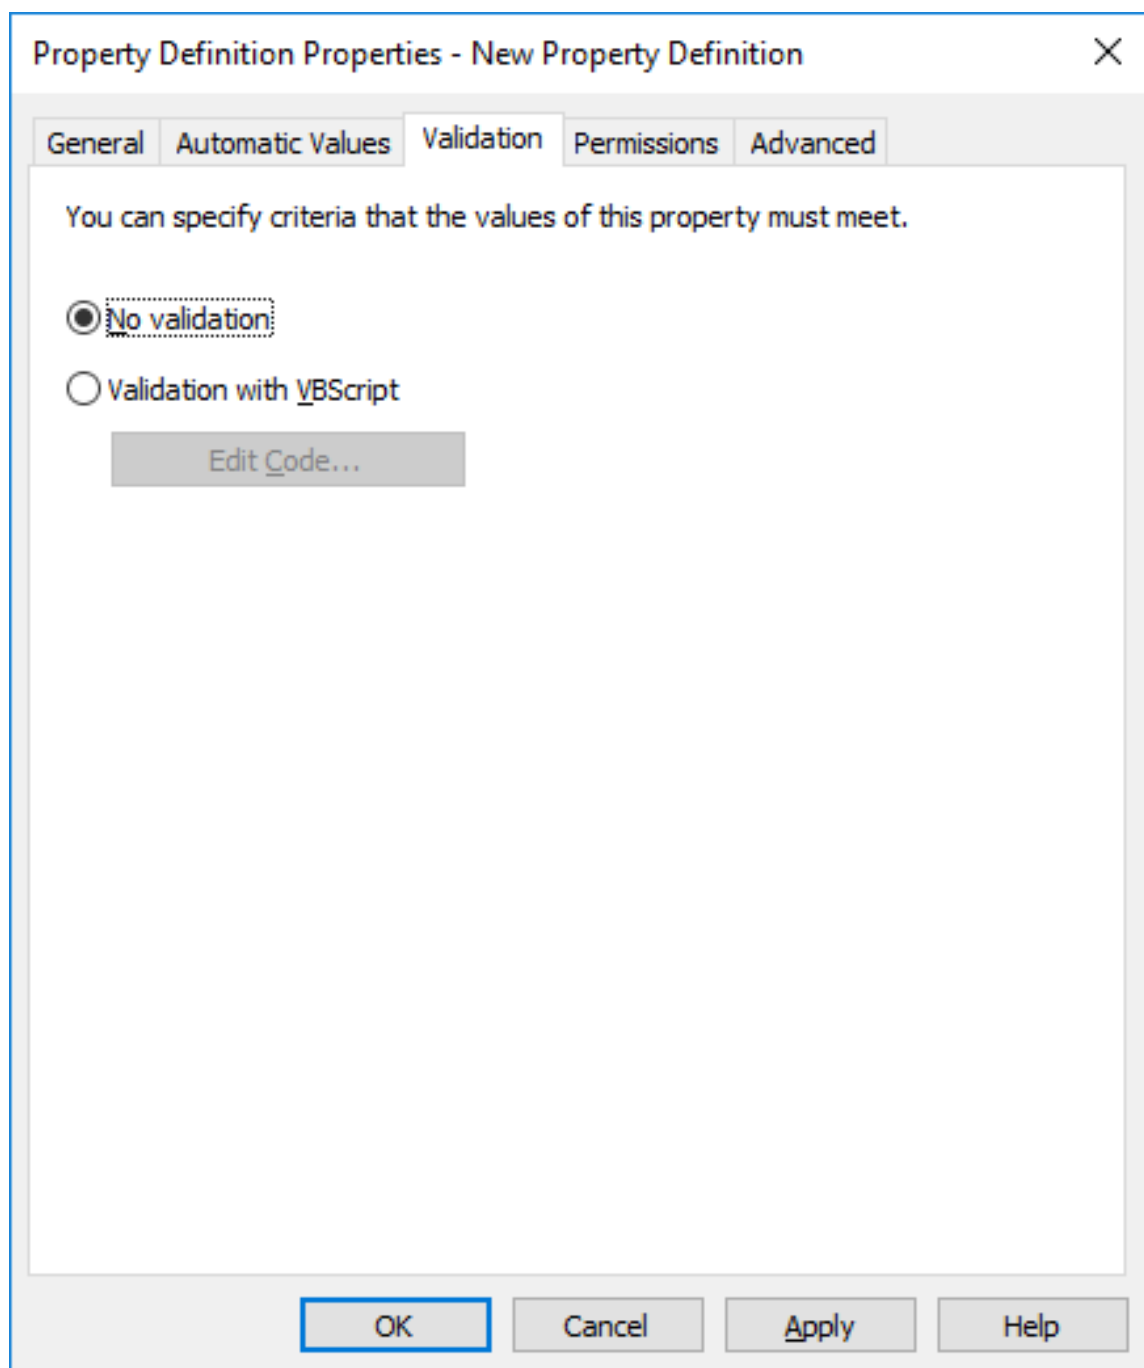 Property Definition Properties - New Property Definition
General Automatic Values Validation Permissions Advanced
You can specify criteria that the values of this property must meet.
No validation
Validation with VBScript
Edit Code...
OK Cancel Apply Help